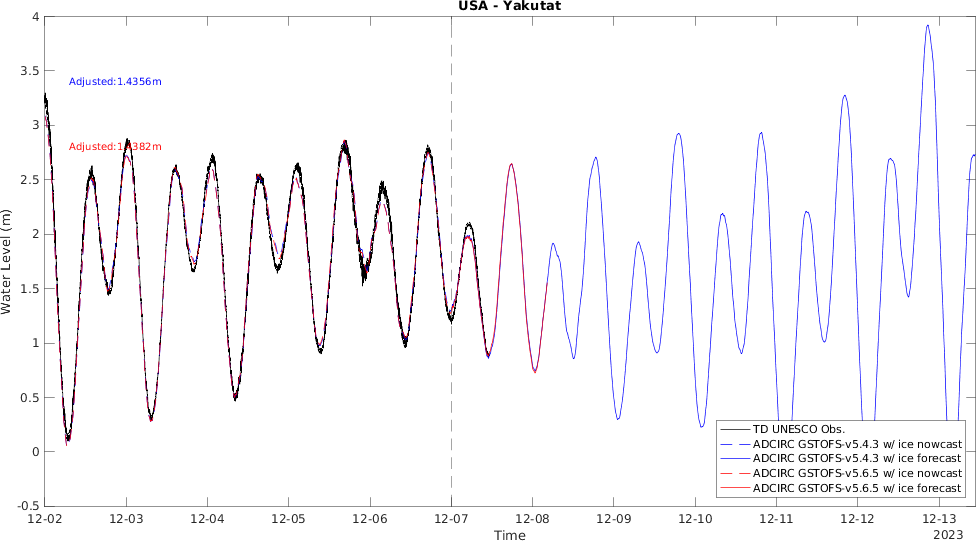 USA - Yakutat
4
3.5
3
2.5
2
1.5
1
0.5
0
-0.5
Water Level (m)
Adjusted:1.4356m
Adjusted:1.4382m
TD UNESCO Obs.
ADCIRC GSTOFS-v5.4.3 w/ ice nowcast
ADCIRC GSTOFS-v5.4.3 w/ ice forecast
ADCIRC GSTOFS-v5.6.5 w/ ice nowcast
ADCIRC GSTOFS-v5.6.5 w/ ice forecast
12-02 12-03 12-04 12-05 12-06 12-07 12-08 12-09 12-10 12-11 12-12 12-13
Time
2023